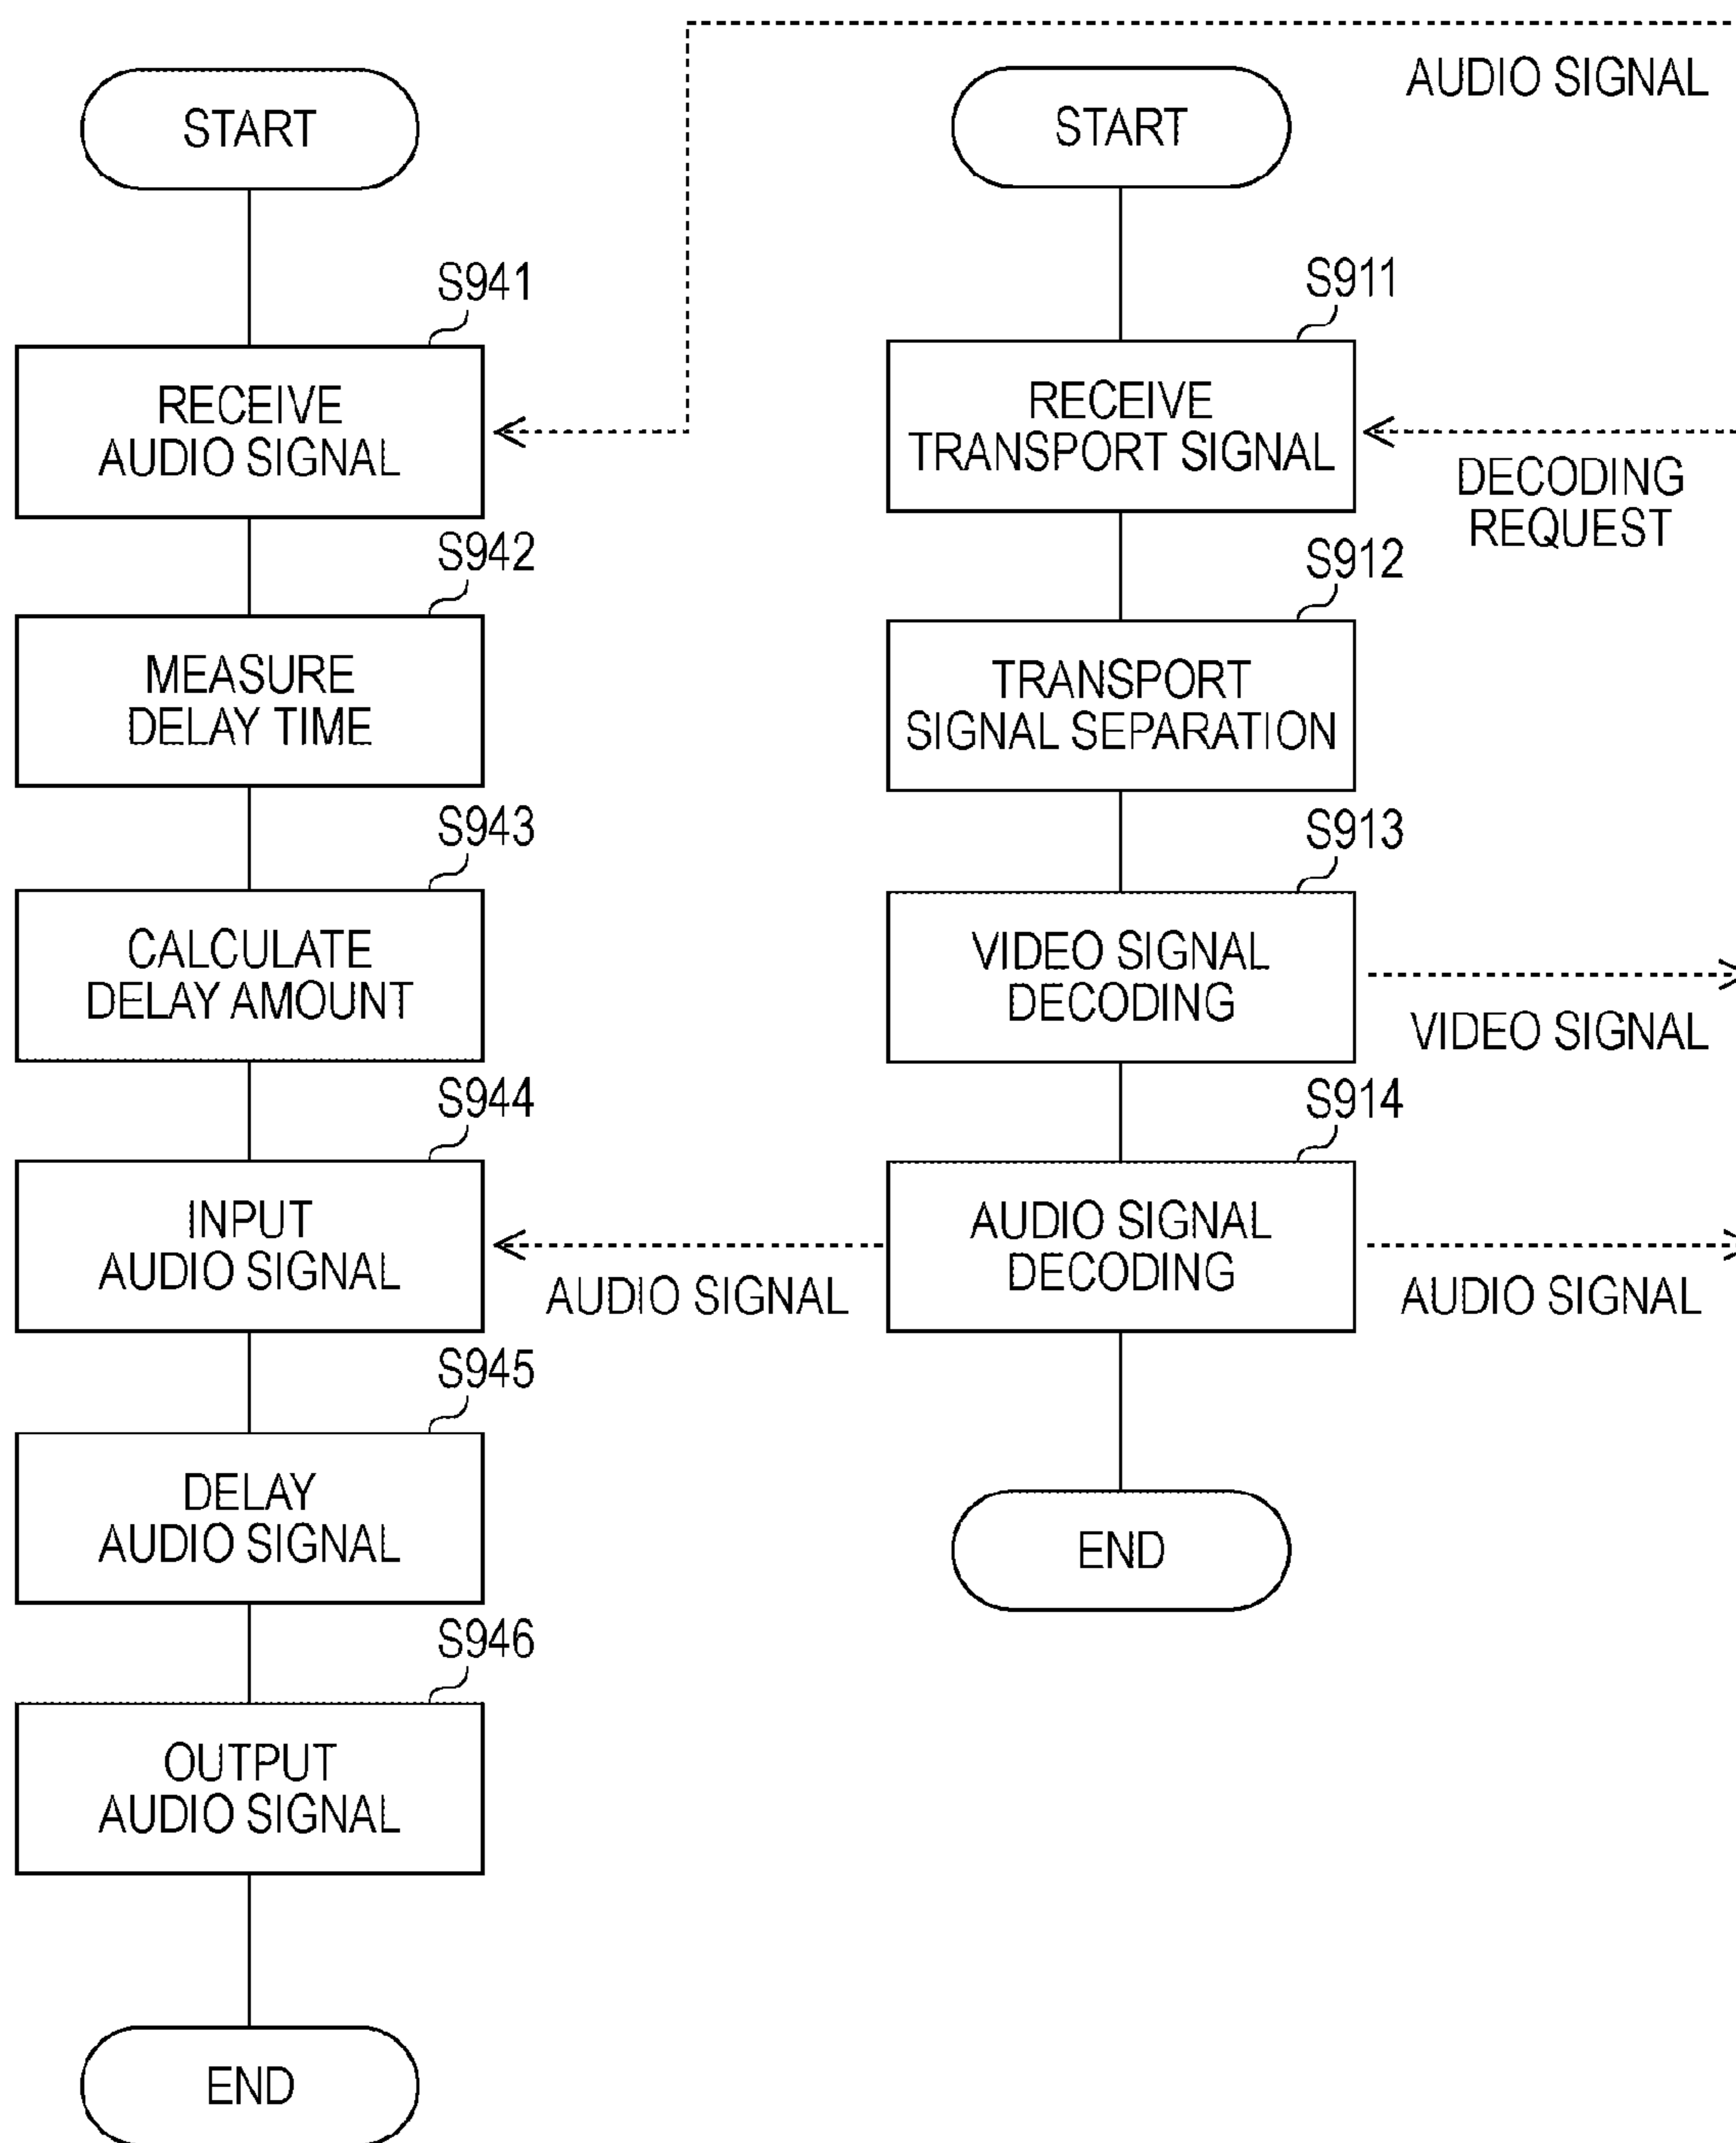 START
S941
RECEIVE
AUDIO SIGNAL
S942
MEASURE
DELAY TIME
S943
CALCULATE
DELAY AMOUNT
S944
INPUT
AUDIO SIGNAL
S945
DELAY
AUDIO SIGNAL
S946
OUTPUT
AUDIO SIGNAL
END
AUDIO SIGNAL
START
S911
RECEIVE
TRANSPORT SIGNAL
S912
TRANSPORT
SIGNAL SEPARATION
S913
VIDEO SIGNAL
DECODING
S914
AUDIO SIGNAL
DECODING
END
AUDIO SIGNAL
DECODING
REQUEST
VIDEO SIGNAL
AUDIO SIGNAL